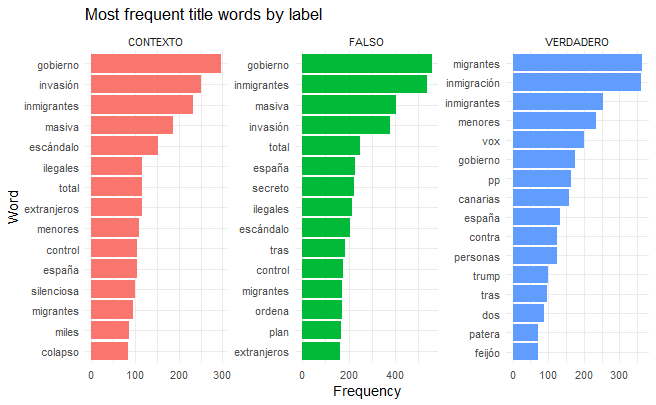 Most frequent title words by label
CONTEXTO
gobierno
invasión
inmigrantes
masiva
escándalo
ilegales
total
extranjeros
menores
control
españa
silenciosa
migrantes
miles
colapso
0 100 200 300
FALSO
gobierno
inmigrantes
masiva
invasión
total
españa
secreto
ilegales
escándalo
tras
control
migrantes
ordena
plan
extranjeros
0 200 400
VERDADERO
migrantes
inmigración
inmigrantes
menores
vox
gobierno
pp
canarias
españa
contra
personas
trump
tras
dos
patera
feijóo
0 100 200 300
Word
Frequency